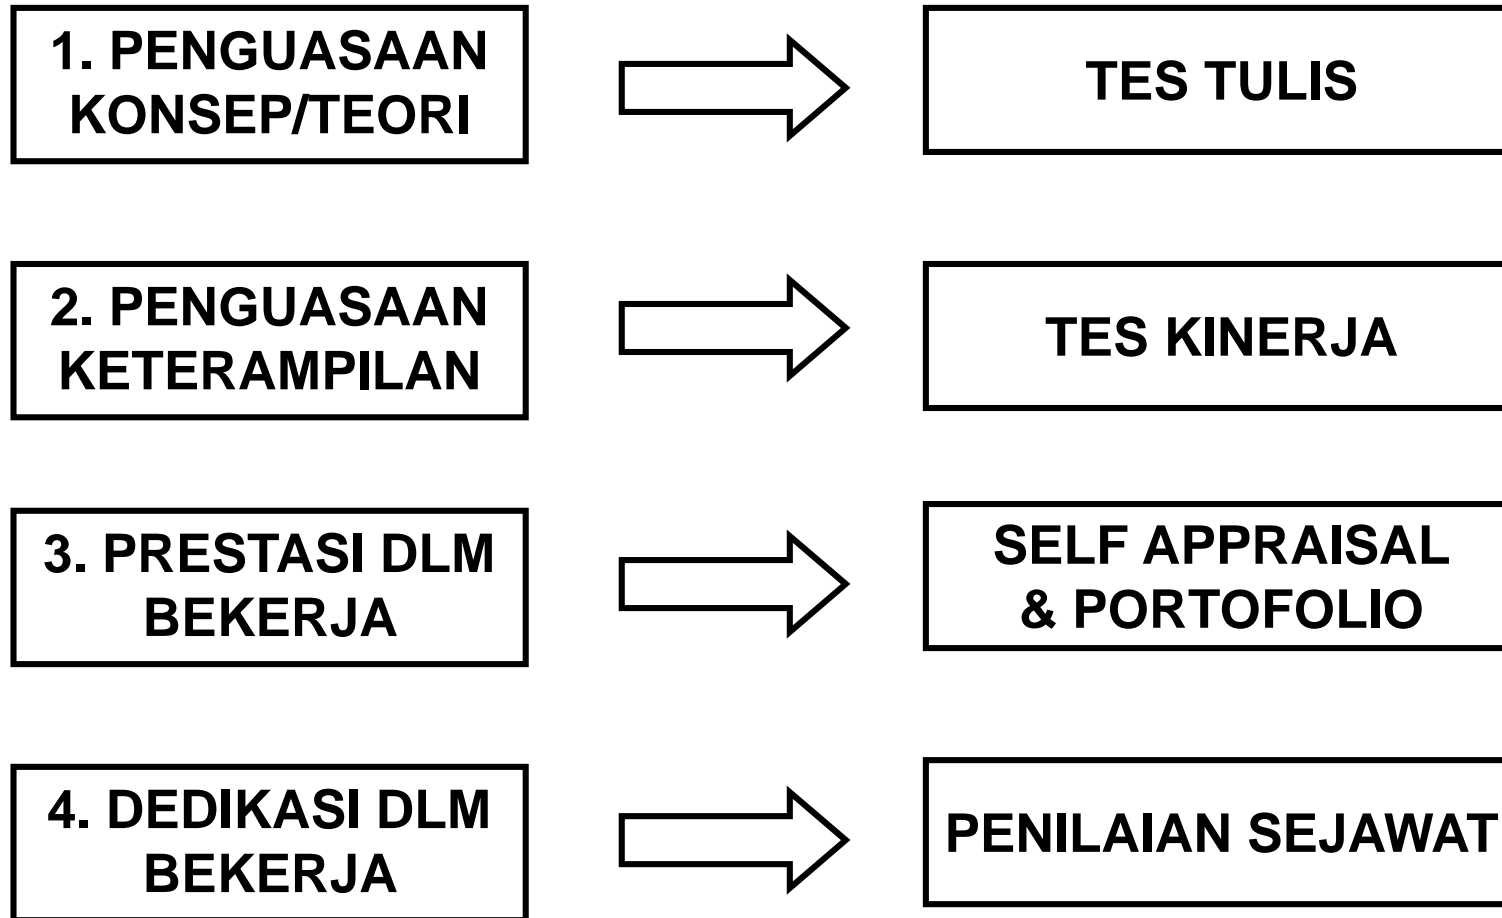 1. PENGUASAAN
KONSEP/TEORI
TES TULIS
2. PENGUASAAN
KETERAMPILAN
TES KINERJA
3. PRESTASI DLM
BEKERJA
SELF APPRAISAL
& PORTOFOLIO
4. DEDIKASI DLM
BEKERJA
PENILAIAN SEJAWAT